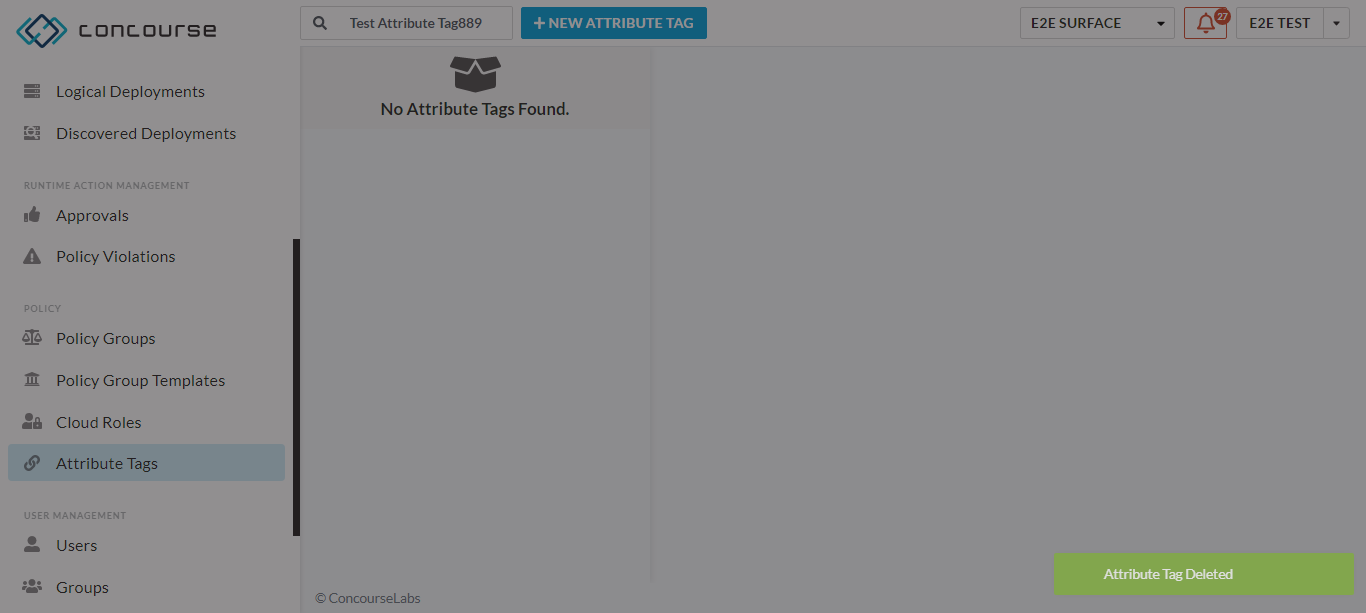 concourse
Test Attribute Tag889
+ NEW ATTRIBUTE TAG
E2E SURFACE
27
E2E TEST
Logical Deployments
Discovered Deployments
RUNTIME ACTION MANAGEMENT
Approvals
Policy Violations
POLICY
Policy Groups
Policy Group Templates
Cloud Roles
Attribute Tags
USER MANAGEMENT
Users
Groups
No Attribute Tags Found.
© ConcourseLabs
Attribute Tag Deleted